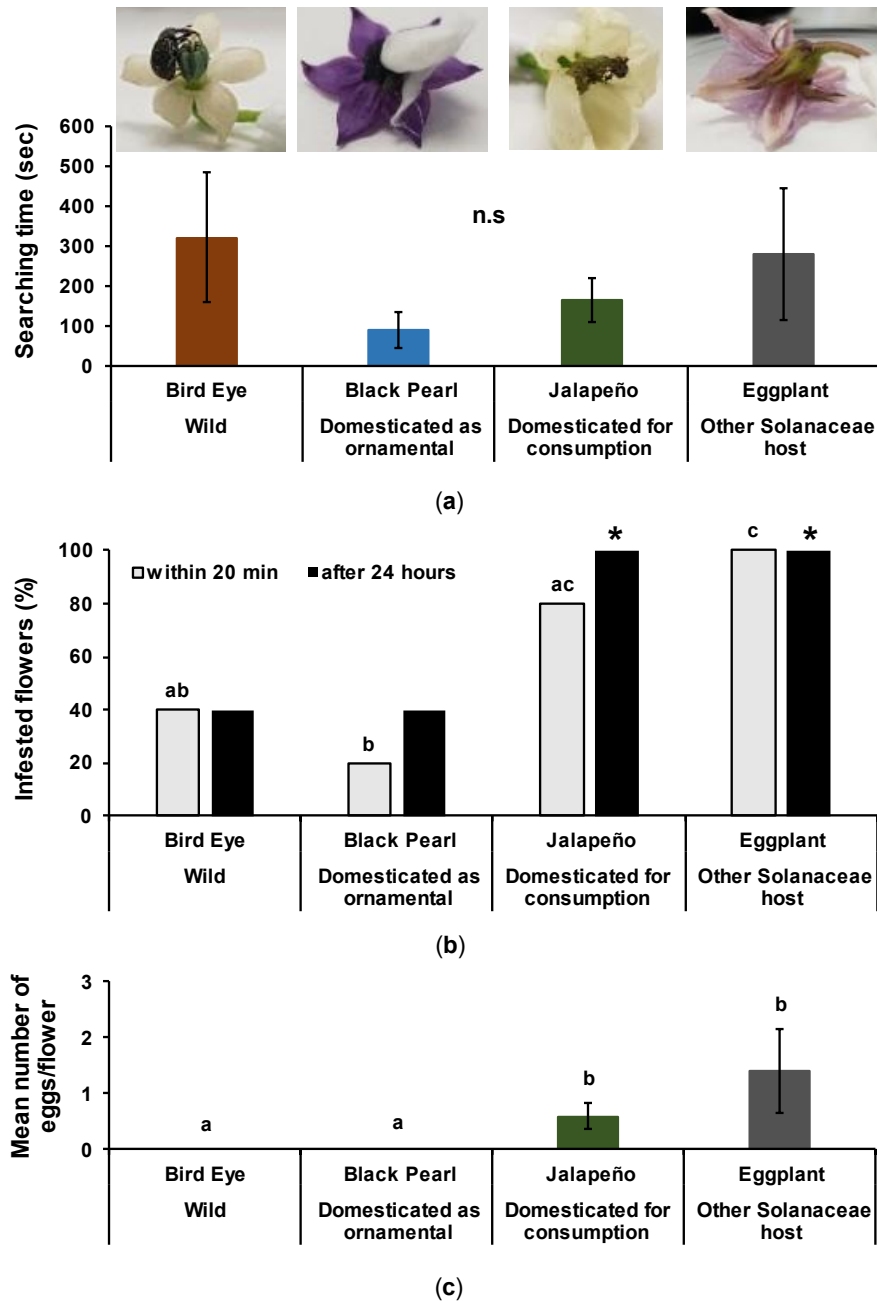 600
500
400
300
200
100
0
Searching time (sec)
n.s
Bird Eye Black Pearl Jalapeño Eggplant
Wild Domesticated as ornamental Domesticated for consumption Other Solanaceae host
(a)
100
80
60
40
20
0
Infested flowers (%)
within 20 min after 24 hours
ab b ac * c *
Bird Eye Black Pearl Jalapeño Eggplant
Wild Domesticated as ornamental Domesticated for consumption Other Solanaceae host
(b)
3
2
1
0
Mean number of
eggs/flower
a a b b
Bird Eye Black Pearl Jalapeño Eggplant
Wild Domesticated as ornamental Domesticated for consumption Other Solanaceae host
(c)